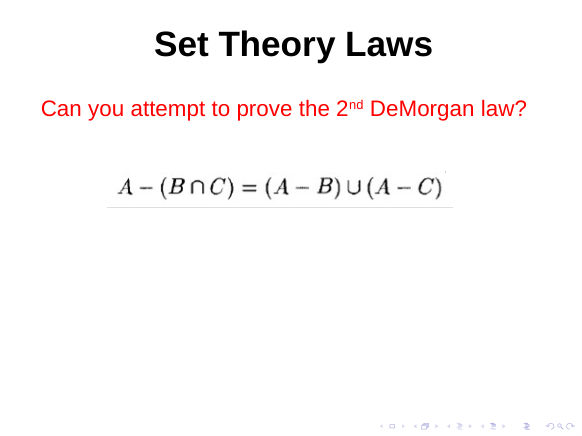 Set Theory Laws
Can you attempt to prove the 2nd DeMorgan law?
A − (B ∩ C) = (A − B) ∪ (A − C)